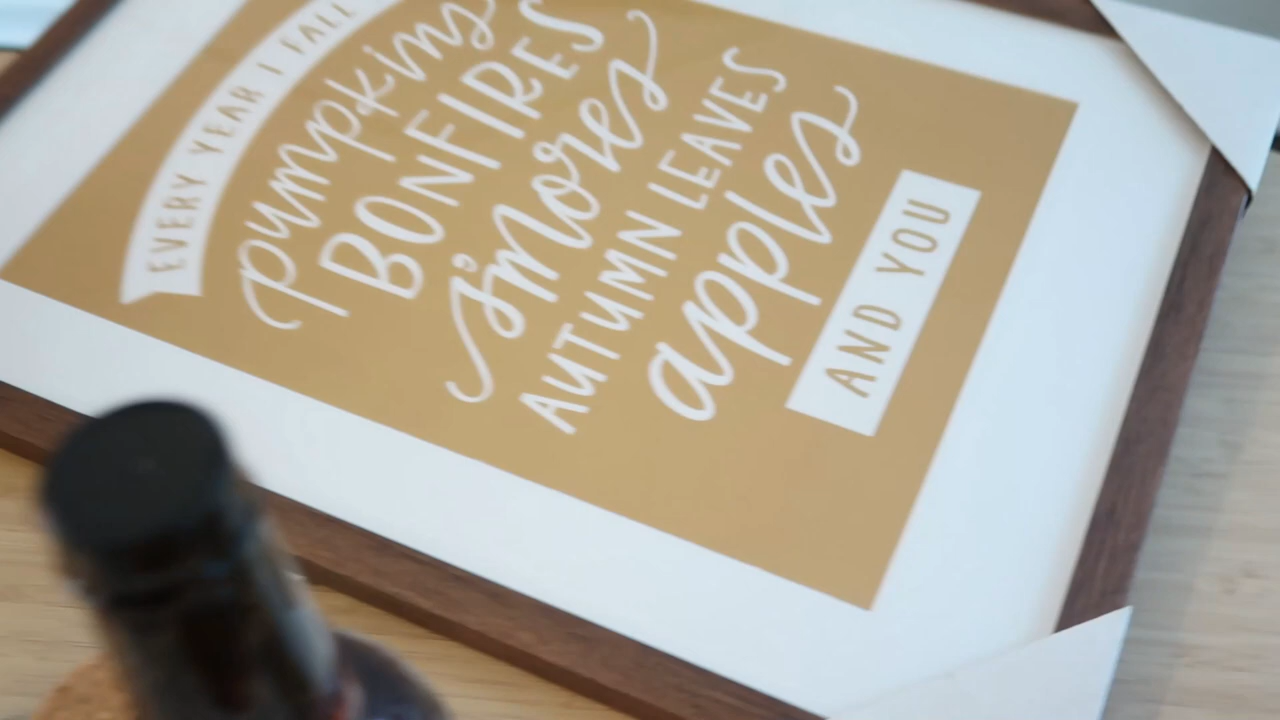 EVERY YEAR I FALL
pumpkins
BONFIRES
s'mores
AUTUMN LEAVES
apples
AND YOU